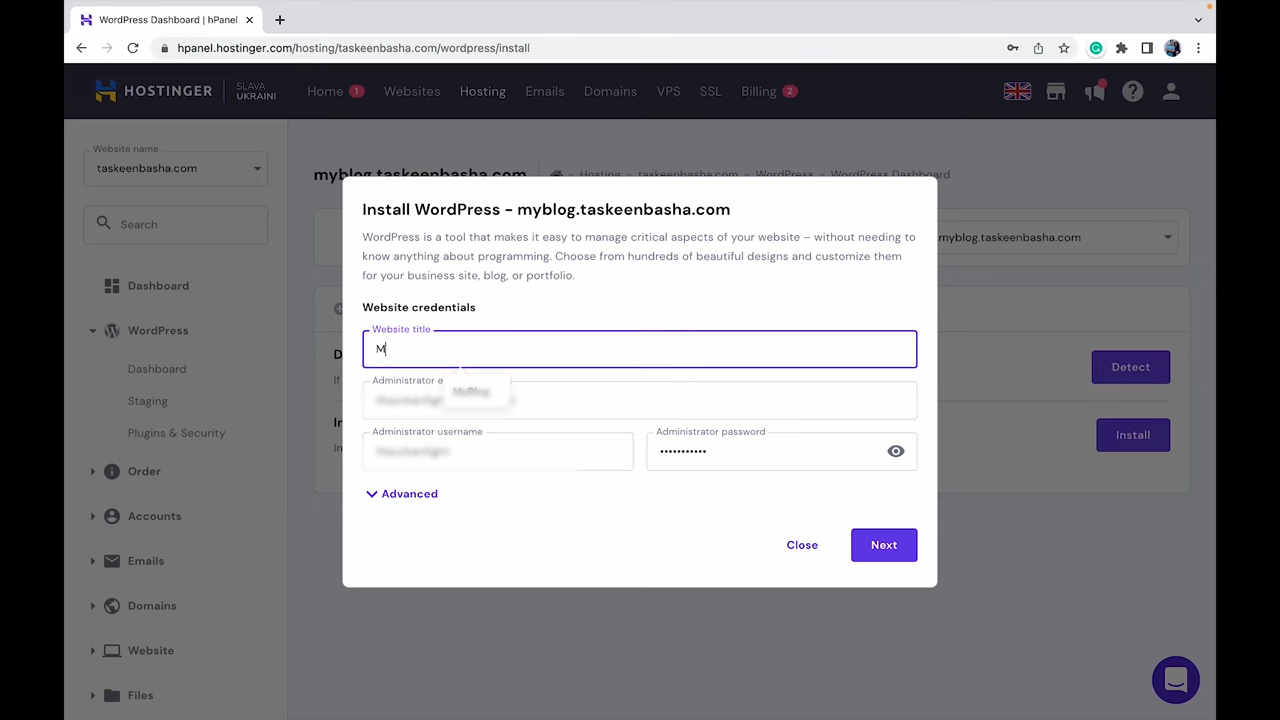 WordPress Dashboard | hPanel
hpanel.hostinger.com/hosting/taskeenbasha.com/wordpress/install
HOSTINGER
SLAVA
UKRAINI
Home 1 Websites Hosting Emails Domains VPS SSL Billing 2
Website name
taskeenbasha.com
Search
Dashboard
WordPress
Dashboard
Staging
Plugins & Security
Order
Accounts
Emails
Domains
Website
Files
myblog.taskeenbasha.com
Hosting - taskeenbasha.com - WordPress - WordPress Dashboard
myblog.taskeenbasha.com
Detect
Install
Install WordPress - myblog.taskeenbasha.com
WordPress is a tool that makes it easy to manage critical aspects of your website – without needing to
know anything about programming. Choose from hundreds of beautiful designs and customize them
for your business site, blog, or portfolio.
Website credentials
Website title
M
Administrator e
MyBlog
Administrator username
Administrator password
•••••••••••
Advanced
Close
Next